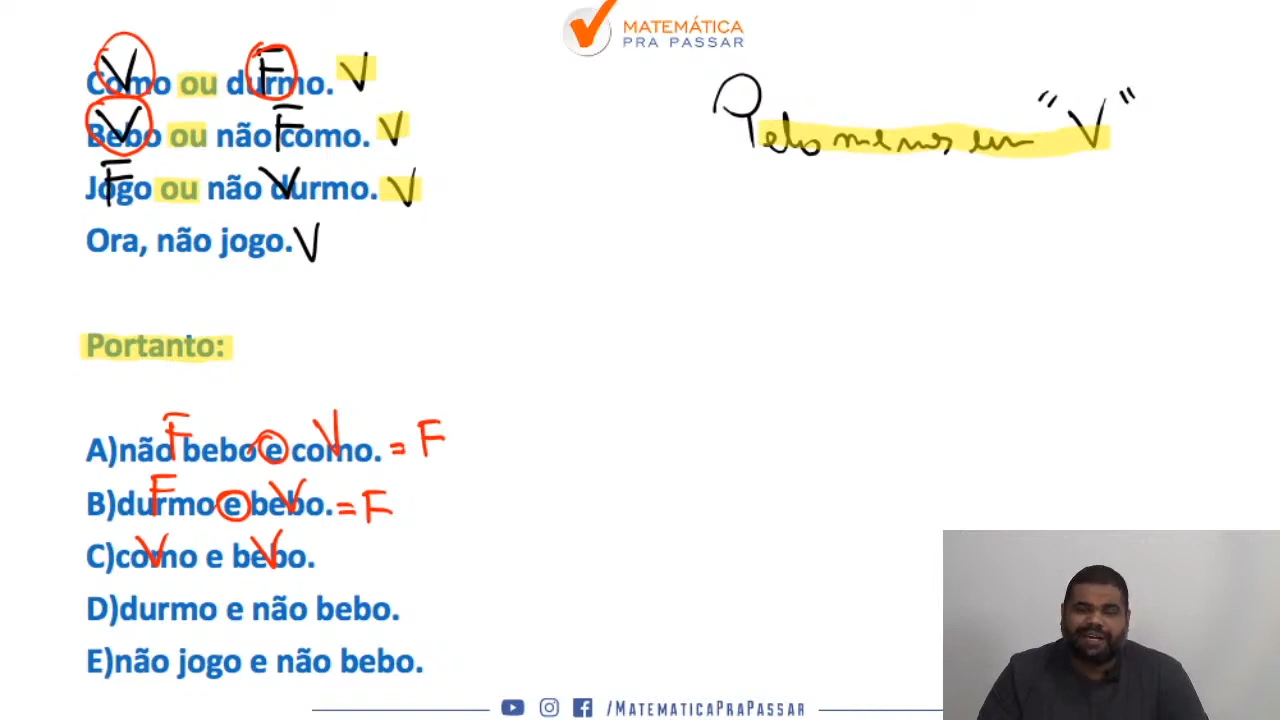 MATEMÁTICA
PRA PASSAR
V F
Como ou durmo. V
V F
Bebo ou não como. V
F V
Jogo ou não durmo. V
Ora, não jogo. V
Pelo menos um "V"
Portanto:
F V
A)não bebo e como. = F
F V
B)durmo e bebo. = F
V V
C)como e bebo.
D)durmo e não bebo.
E)não jogo e não bebo.
/MATEMATICAPRAPASSAR